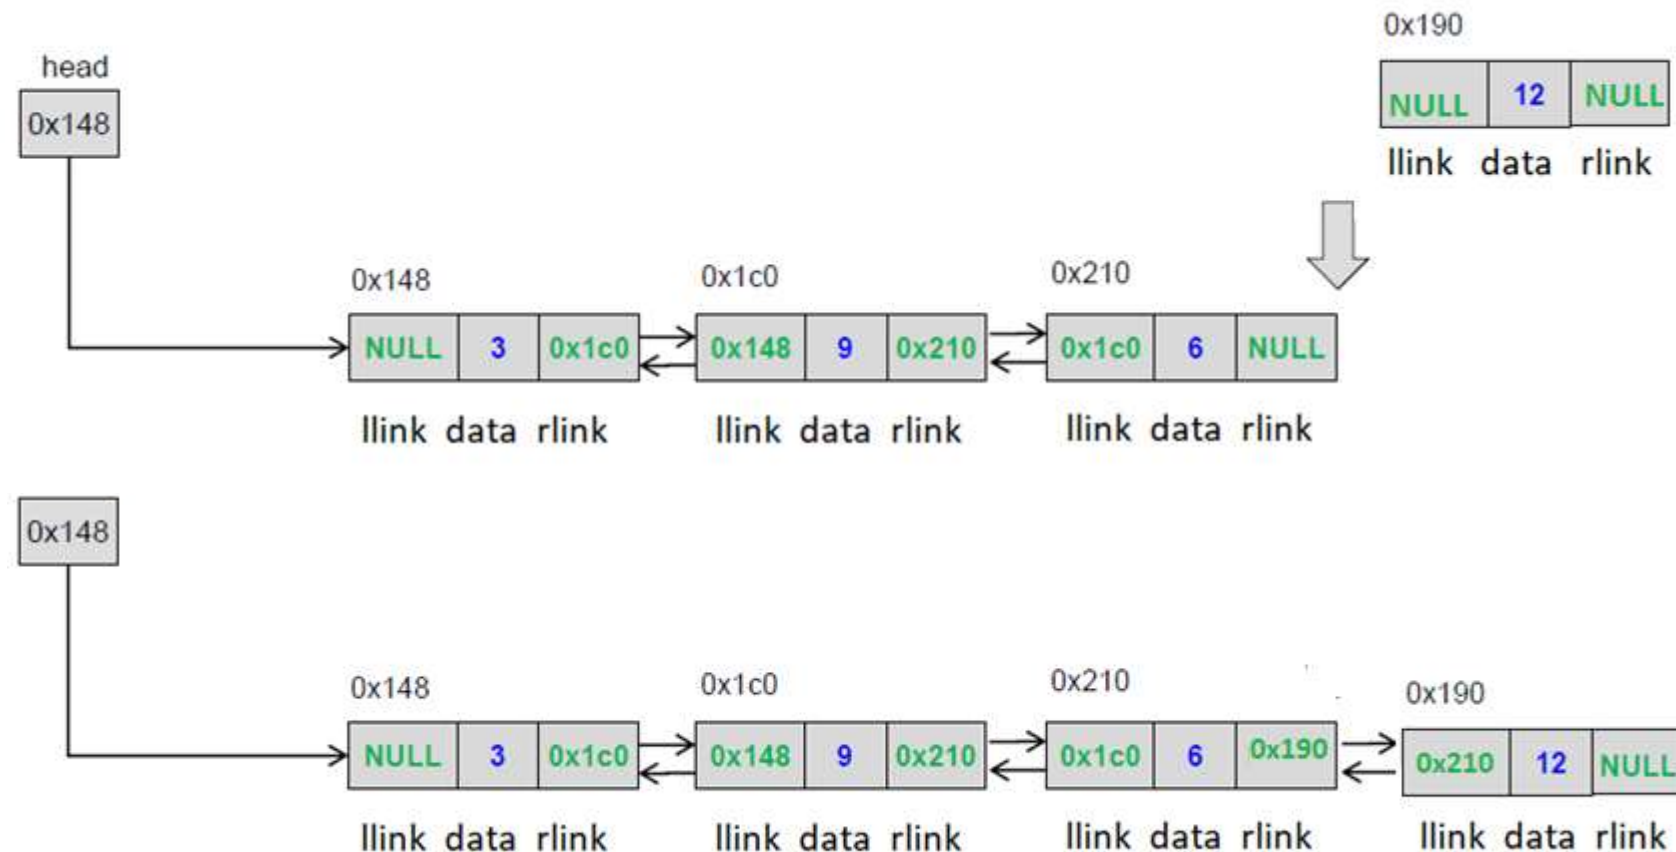 0x190
head
0x148
NULL 12 NULL
llink data rlink
0x148 0x1c0 0x210
NULL 3 0x1c0 0x148 9 0x210 0x1c0 6 NULL
llink data rlink llink data rlink llink data rlink
0x148
0x148 0x1c0 0x210 0x190
NULL 3 0x1c0 0x148 9 0x210 0x1c0 6 0x190 0x210 12 NULL
llink data rlink llink data rlink llink data rlink llink data rlink